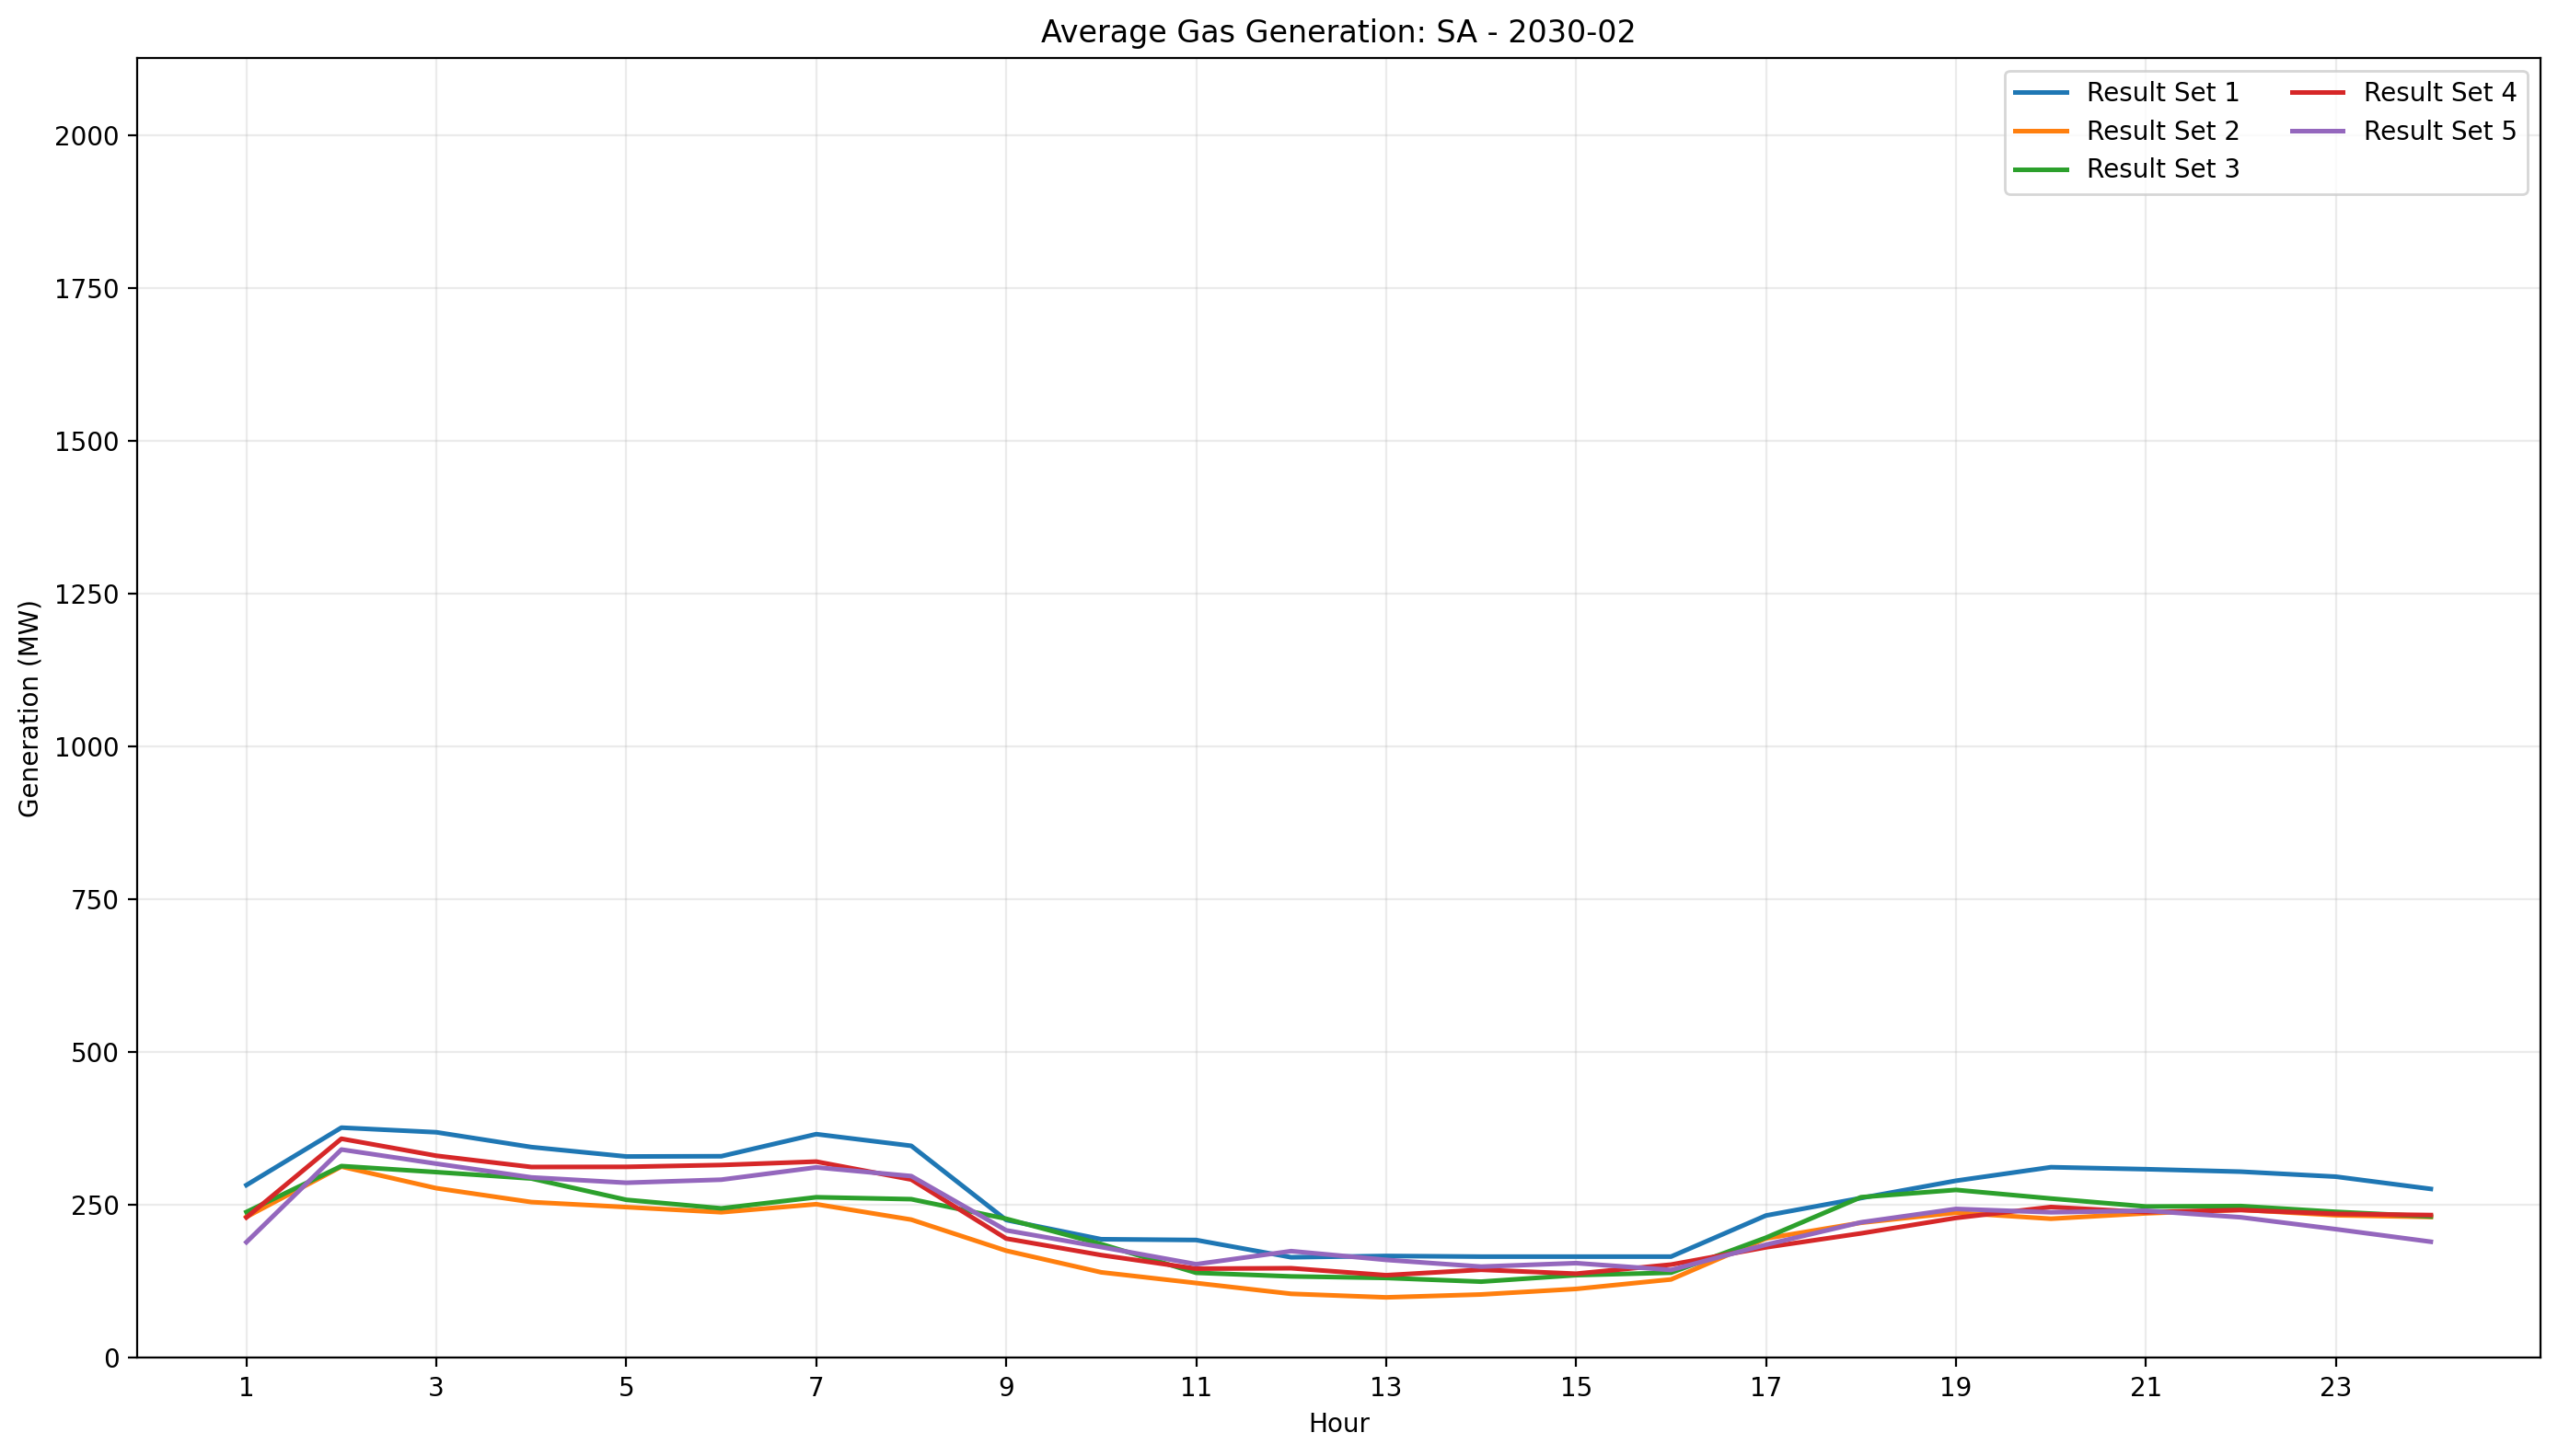 Average Gas Generation: SA - 2030-02
Result Set 1
Result Set 2
Result Set 3
Result Set 4
Result Set 5
Generation (MW)
2000
1750
1500
1250
1000
750
500
250
0
1 3 5 7 9 11 13 15 17 19 21 23
Hour